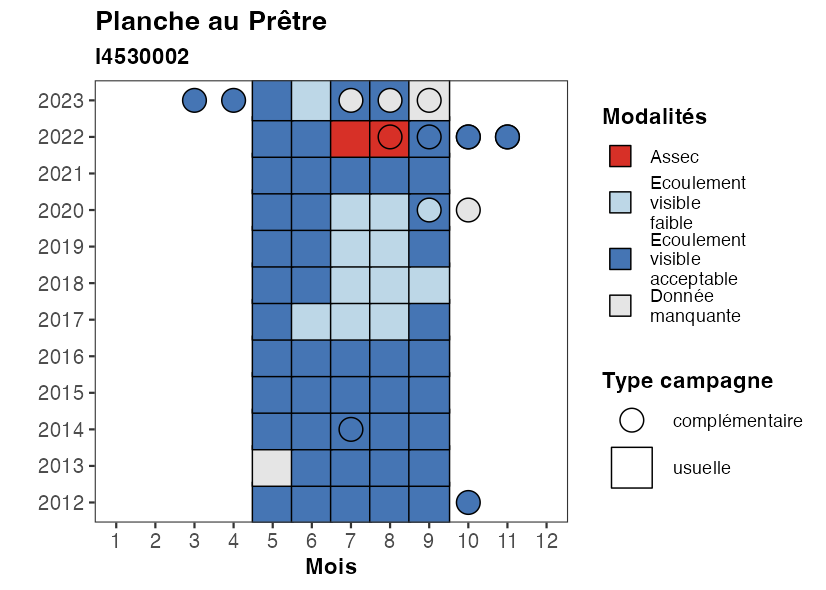 Planche au Prêtre
I4530002
2023
2022
2021
2020
2019
2018
2017
2016
2015
2014
2013
2012
1 2 3 4 5 6 7 8 9 10 11 12
Mois
Modalités
Assec
Ecoulement
visible
faible
Ecoulement
visible
acceptable
Donnée
manquante
Type campagne
complémentaire
usuelle